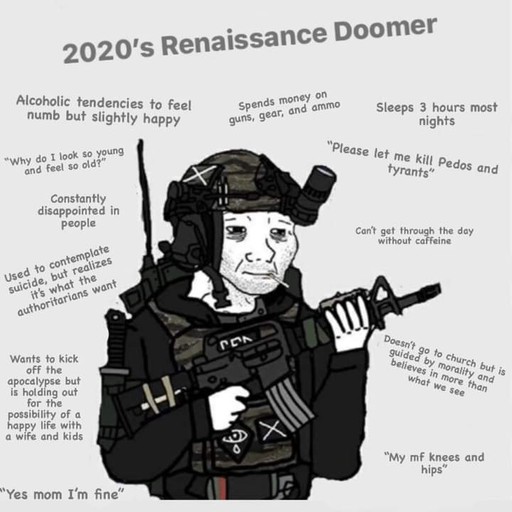 2020's Renaissance Doomer
Alcoholic tendencies to feel
numb but slightly happy
Spends money on
guns, gear, and ammo
Sleeps 3 hours most
nights
"Why do I look so young
and feel so old?"
"Please let me kill Pedos and
tyrants"
Constantly
disappointed in
people
Can't get through the day
without caffeine
Used to contemplate
suicide, but realizes
it's what the
authoritarians want
Doesn't go to church but is
guided by morality and
believes in more than
what we see
Wants to kick
off the
apocalypse but
is holding out
for the
possibility of a
happy life with
a wife and kids
"My mf knees and
hips"
"Yes mom I'm fine"